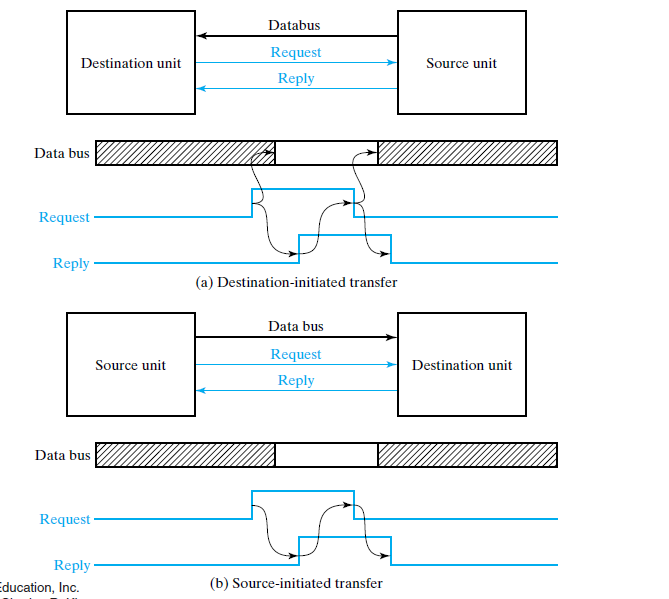 Databus
Destination unit
Request
Source unit
Reply
Data bus
Request
Reply
(a) Destination-initiated transfer
Data bus
Source unit
Request
Destination unit
Reply
Data bus
Request
Reply
Education, Inc.
(b) Source-initiated transfer